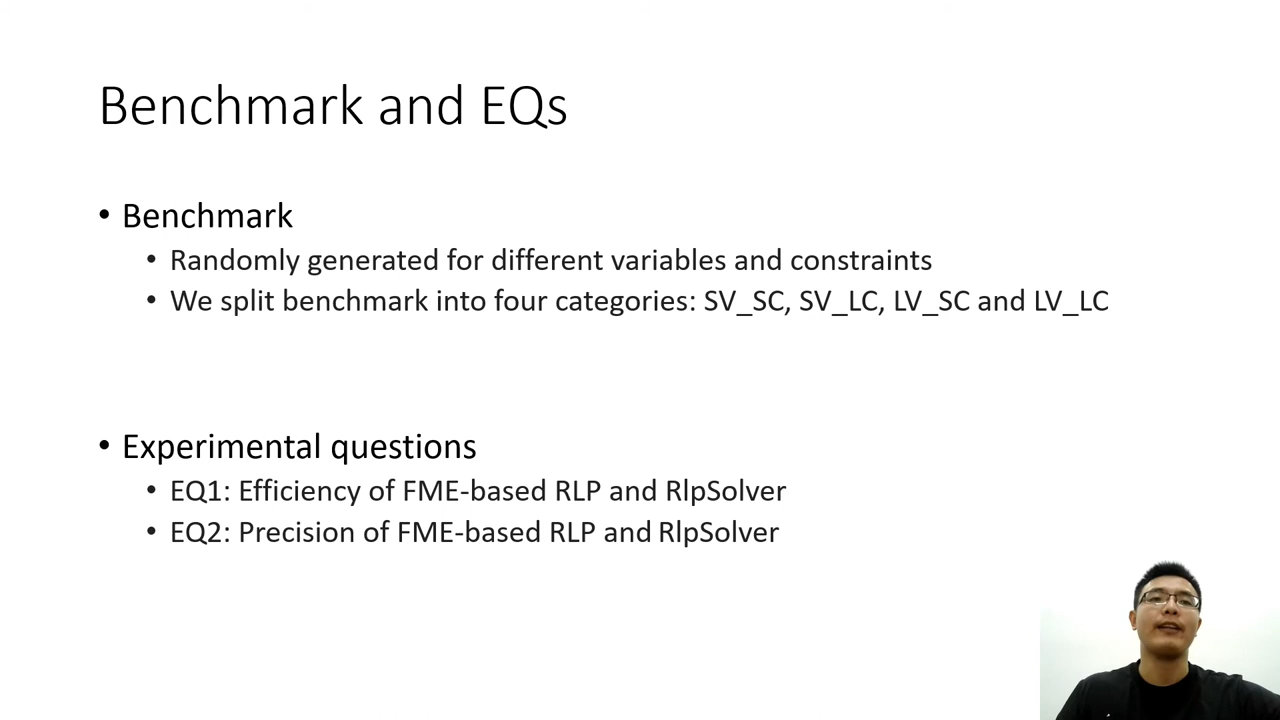 Benchmark and EQs
• Benchmark
• Randomly generated for different variables and constraints
• We split benchmark into four categories: SV_SC, SV_LC, LV_SC and LV_LC
• Experimental questions
• EQ1: Efficiency of FME-based RLP and RlpSolver
• EQ2: Precision of FME-based RLP and RlpSolver